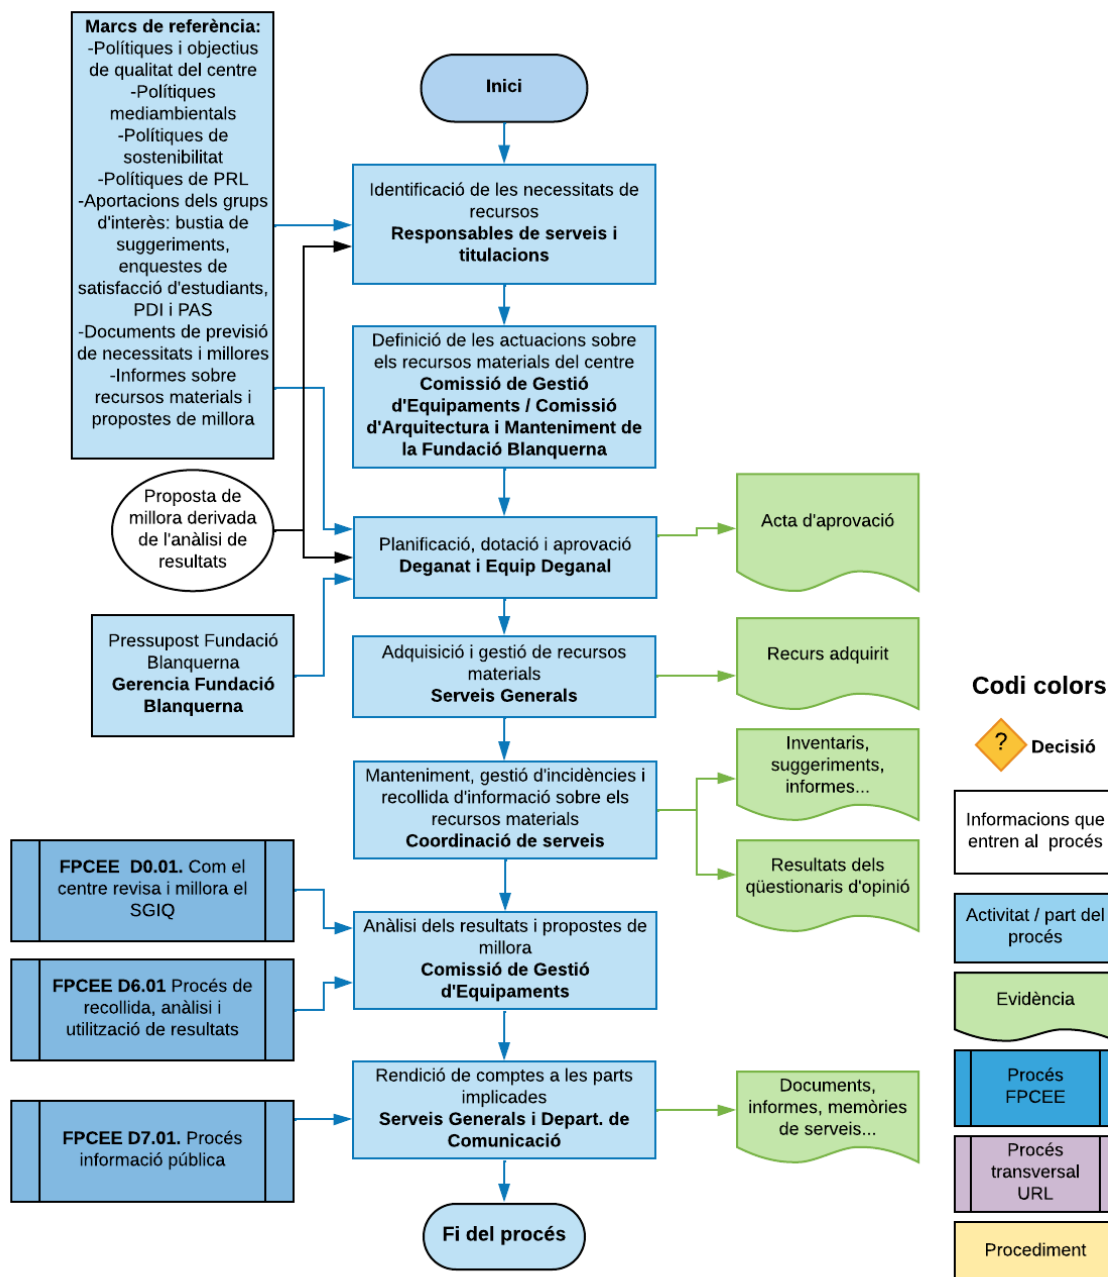 Marcs de referència:
-Polítiques i objectius
de qualitat del centre
-Polítiques
mediambientals
-Polítiques de
sostenibilitat
-Polítiques de PRL
-Aportacions dels grups
d'interès: bustia de
suggeriments,
enquestes de
satisfacció d'estudiants,
PDI i PAS
-Documents de previsió
de necessitats i millores
-Informes sobre
recursos materials i
propostes de millora
Inici
Identificació de les necessitats de
recursos
Responsables de serveis i
titulacions
Definició de les actuacions sobre
els recursos materials del centre
Comissió de Gestió
d'Equipaments / Comissió
d'Arquitectura i Manteniment de
la Fundació Blanquerna
Proposta de
millora derivada
de l'anàlisi de
resultats
Planificació, dotació i aprovació
Deganat i Equip Deganal
Acta d'aprovació
Pressupost Fundació
Blanquerna
Gerencia Fundació
Blanquerna
Adquisició i gestió de recursos
materials
Serveis Generals
Recurs adquirit
Manteniment, gestió d'incidències i
recollida d'informació sobre els
recursos materials
Coordinació de serveis
Inventaris,
suggeriments,
informes...
Resultats dels
qüestionaris d'opinió
FPCEE D0.01. Com el
centre revisa i millora el
SGIQ
FPCEE D6.01 Procés de
recollida, anàlisi i
utilització de resultats
Anàlisi dels resultats i propostes de
millora
Comissió de Gestió
d'Equipaments
FPCEE D7.01. Procés
informació pública
Rendició de comptes a les parts
implicades
Serveis Generals i Depart. de
Comunicació
Documents,
informes, memòries
de serveis...
Fi del procés
Codi colors
?
Decisió
Informacions que
entren al procés
Activitat / part del
procés
Evidència
Procés
FPCEE
Procés
transversal
URL
Procediment